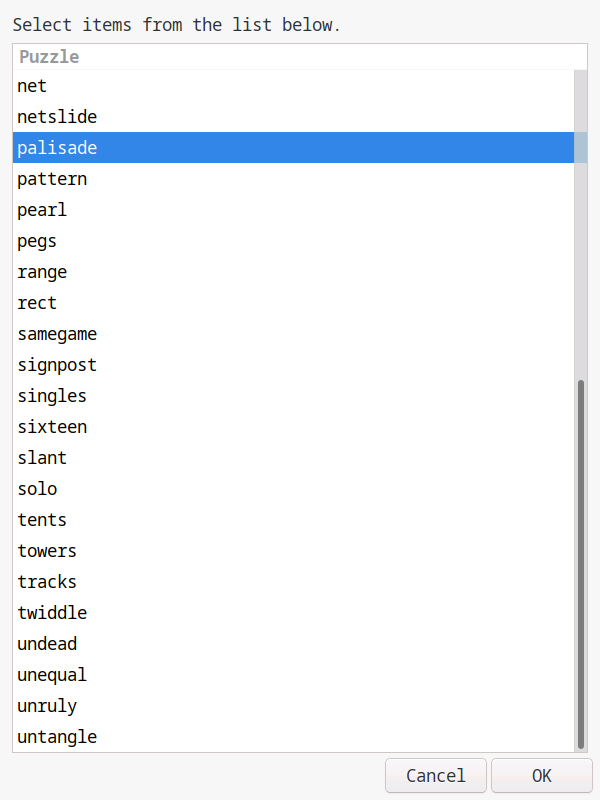 Select items from the list below.
Puzzle
net
netslide
palisade
pattern
pearl
pegs
range
rect
samegame
signpost
singles
sixteen
slant
solo
tents
towers
tracks
twiddle
undead
unequal
unruly
untangle
Cancel OK